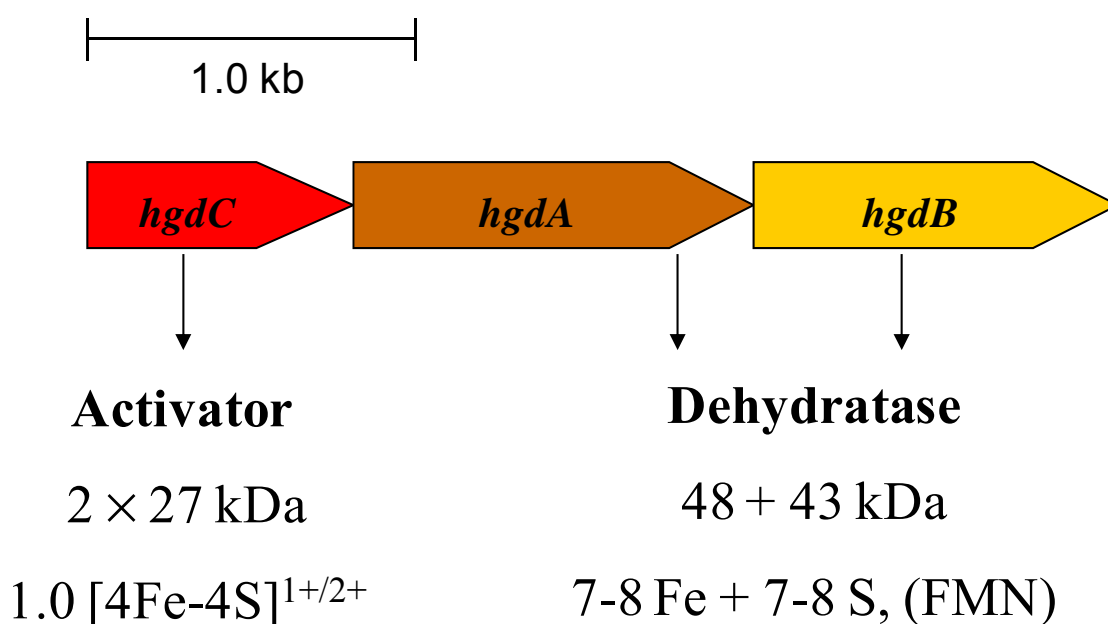 1.0 kb
hgdC hgdA hgdB
Activator Dehydratase
2 × 27 kDa 48 + 43 kDa
1.0 [4Fe-4S]¹⁺/²⁺ 7-8 Fe + 7-8 S, (FMN)